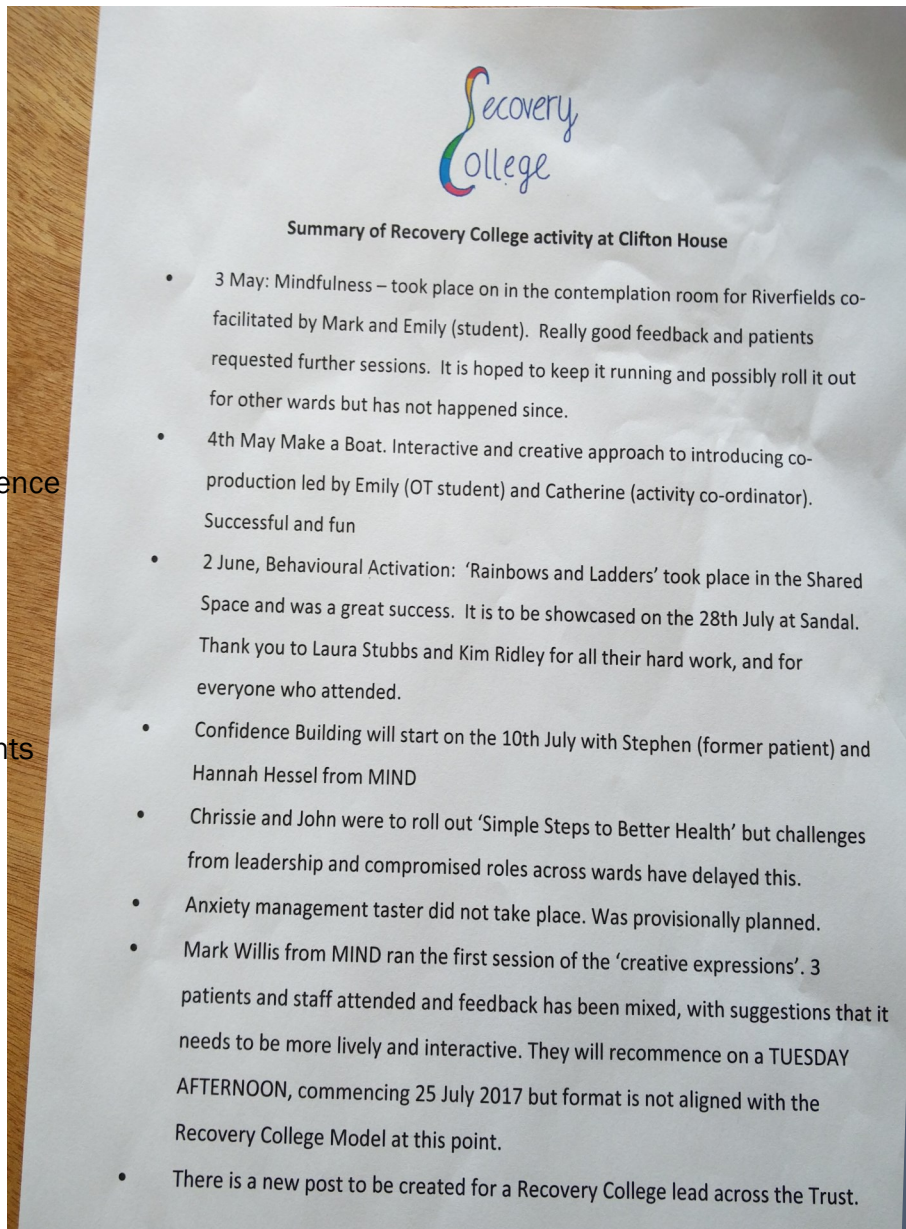 Recovery
College
Summary of Recovery College activity at Clifton House
• 3 May: Mindfulness – took place on in the contemplation room for Riverfields co-
facilitated by Mark and Emily (student). Really good feedback and patients
requested further sessions. It is hoped to keep it running and possibly roll it out
for other wards but has not happened since.
• 4th May Make a Boat. Interactive and creative approach to introducing co-
production led by Emily (OT student) and Catherine (activity co-ordinator).
Successful and fun
• 2 June, Behavioural Activation: ‘Rainbows and Ladders’ took place in the Shared
Space and was a great success. It is to be showcased on the 28th July at Sandal.
Thank you to Laura Stubbs and Kim Ridley for all their hard work, and for
everyone who attended.
• Confidence Building will start on the 10th July with Stephen (former patient) and
Hannah Hessel from MIND
• Chrissie and John were to roll out ‘Simple Steps to Better Health’ but challenges
from leadership and compromised roles across wards have delayed this.
• Anxiety management taster did not take place. Was provisionally planned.
• Mark Willis from MIND ran the first session of the ‘creative expressions’. 3
patients and staff attended and feedback has been mixed, with suggestions that it
needs to be more lively and interactive. They will recommence on a TUESDAY
AFTERNOON, commencing 25 July 2017 but format is not aligned with the
Recovery College Model at this point.
• There is a new post to be created for a Recovery College lead across the Trust.
ence
nts